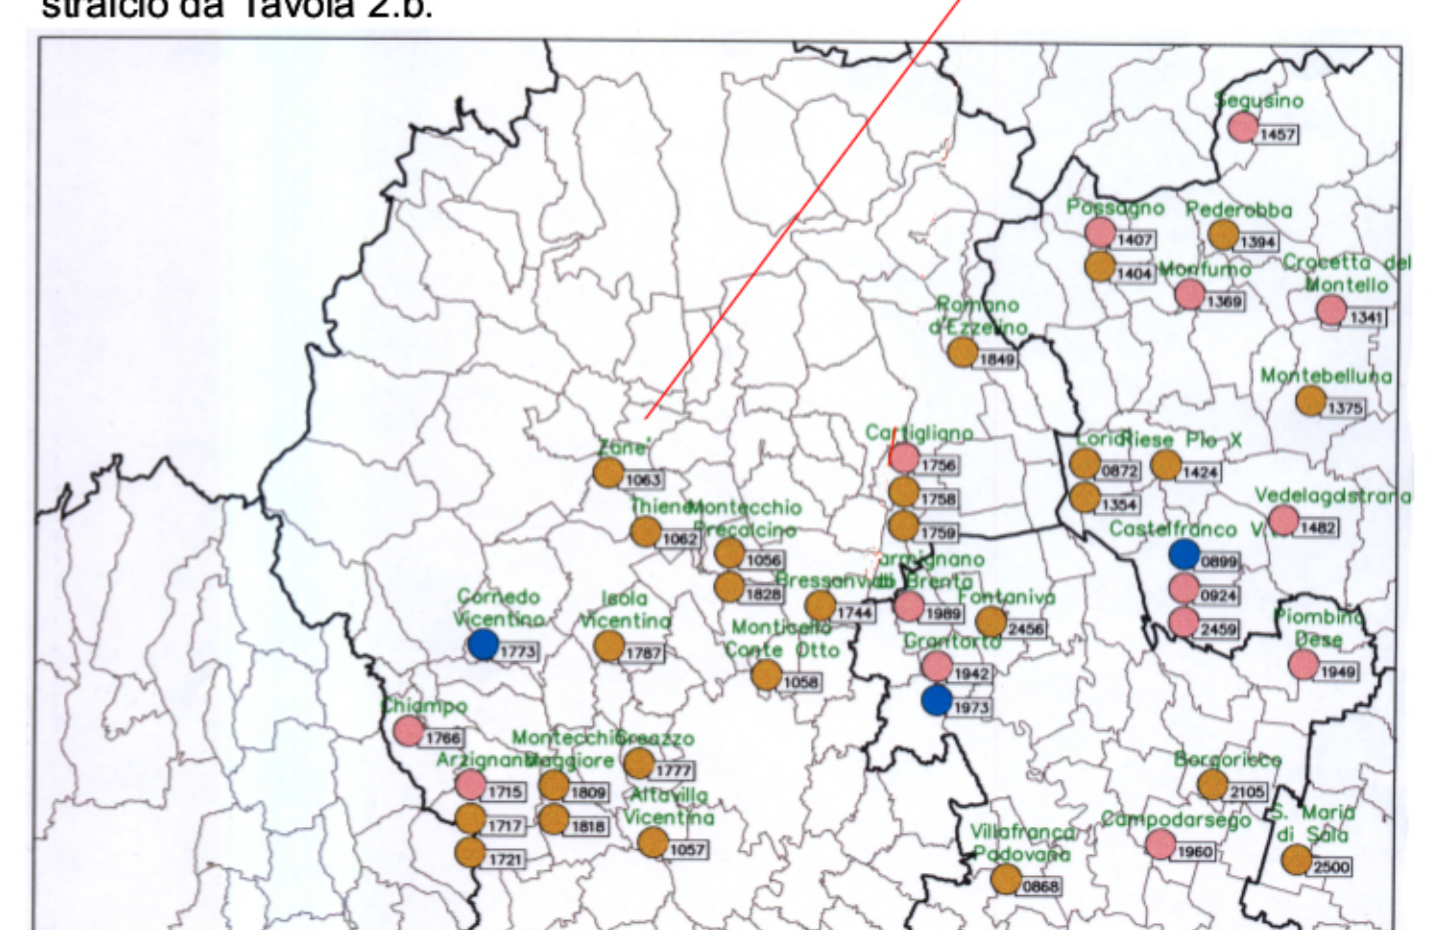 stralcio da Tavola 2.b.
Segusino
1457
Possagno
1407
1404
Pederobba
1394
Monfumo
1369
Crocetta del
Montello
1341
Romano
d'Ezzelino
1849
Montebelluna
1375
Zane'
1063
Cartigliano
1756
1758
1759
Loria
0872
1354
Riese Pio X
1424
Thiene
1062
Montecchio
Precalcino
1056
1828
Vedelago
1482
Istrana
Castelfranco V.
0899
0924
2459
Bressanvido
1744
armignano
di Brenta
1989
Fontaniva
2456
Cornedo
Vicentino
1773
Isola
Vicentina
1787
Monticello
Conte Otto
1058
Grantorto
1942
1973
Piombino
Dese
1949
Chiampo
1766
Arzignano
1715
1717
1721
Montecchio
Maggiore
1809
1818
Creazzo
1777
Altavilla
Vicentina
1057
Borgoricco
2105
Villafranca
Padovana
0868
Campodarsego
1960
S. Maria
di Sala
2500